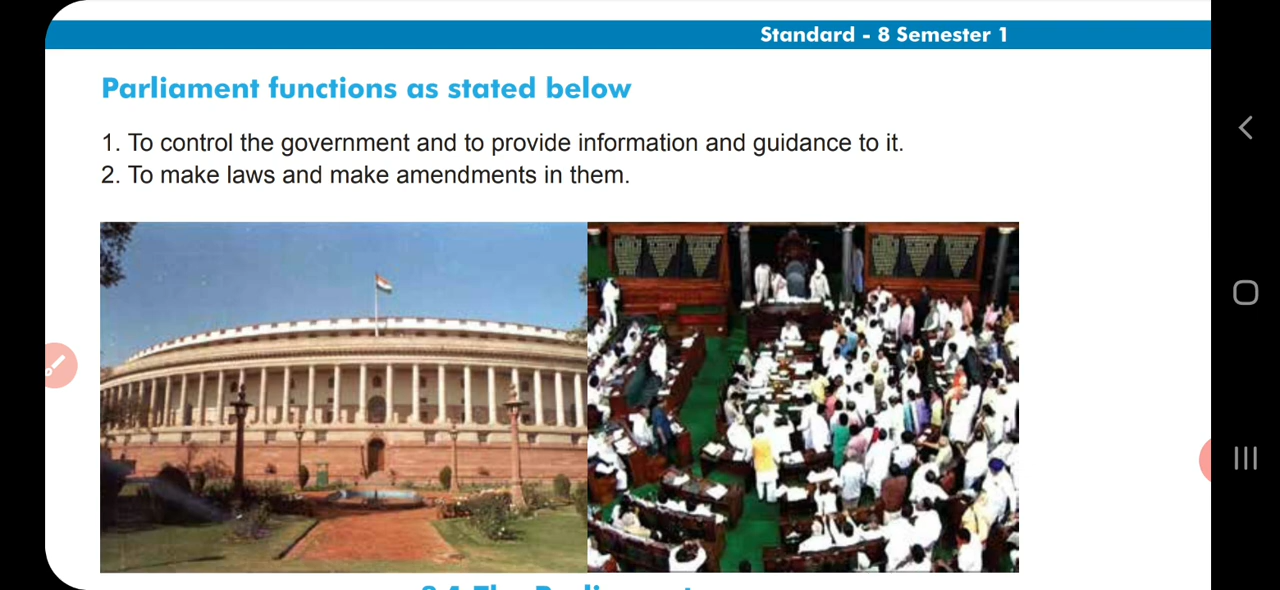 Standard - 8 Semester 1
Parliament functions as stated below
1. To control the government and to provide information and guidance to it.
2. To make laws and make amendments in them.